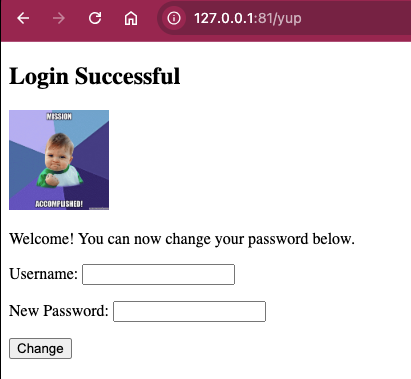 127.0.0.1:81/yup
Login Successful
MISSION
ACCOMPLISHED!
Welcome! You can now change your password below.
Username:
New Password:
Change